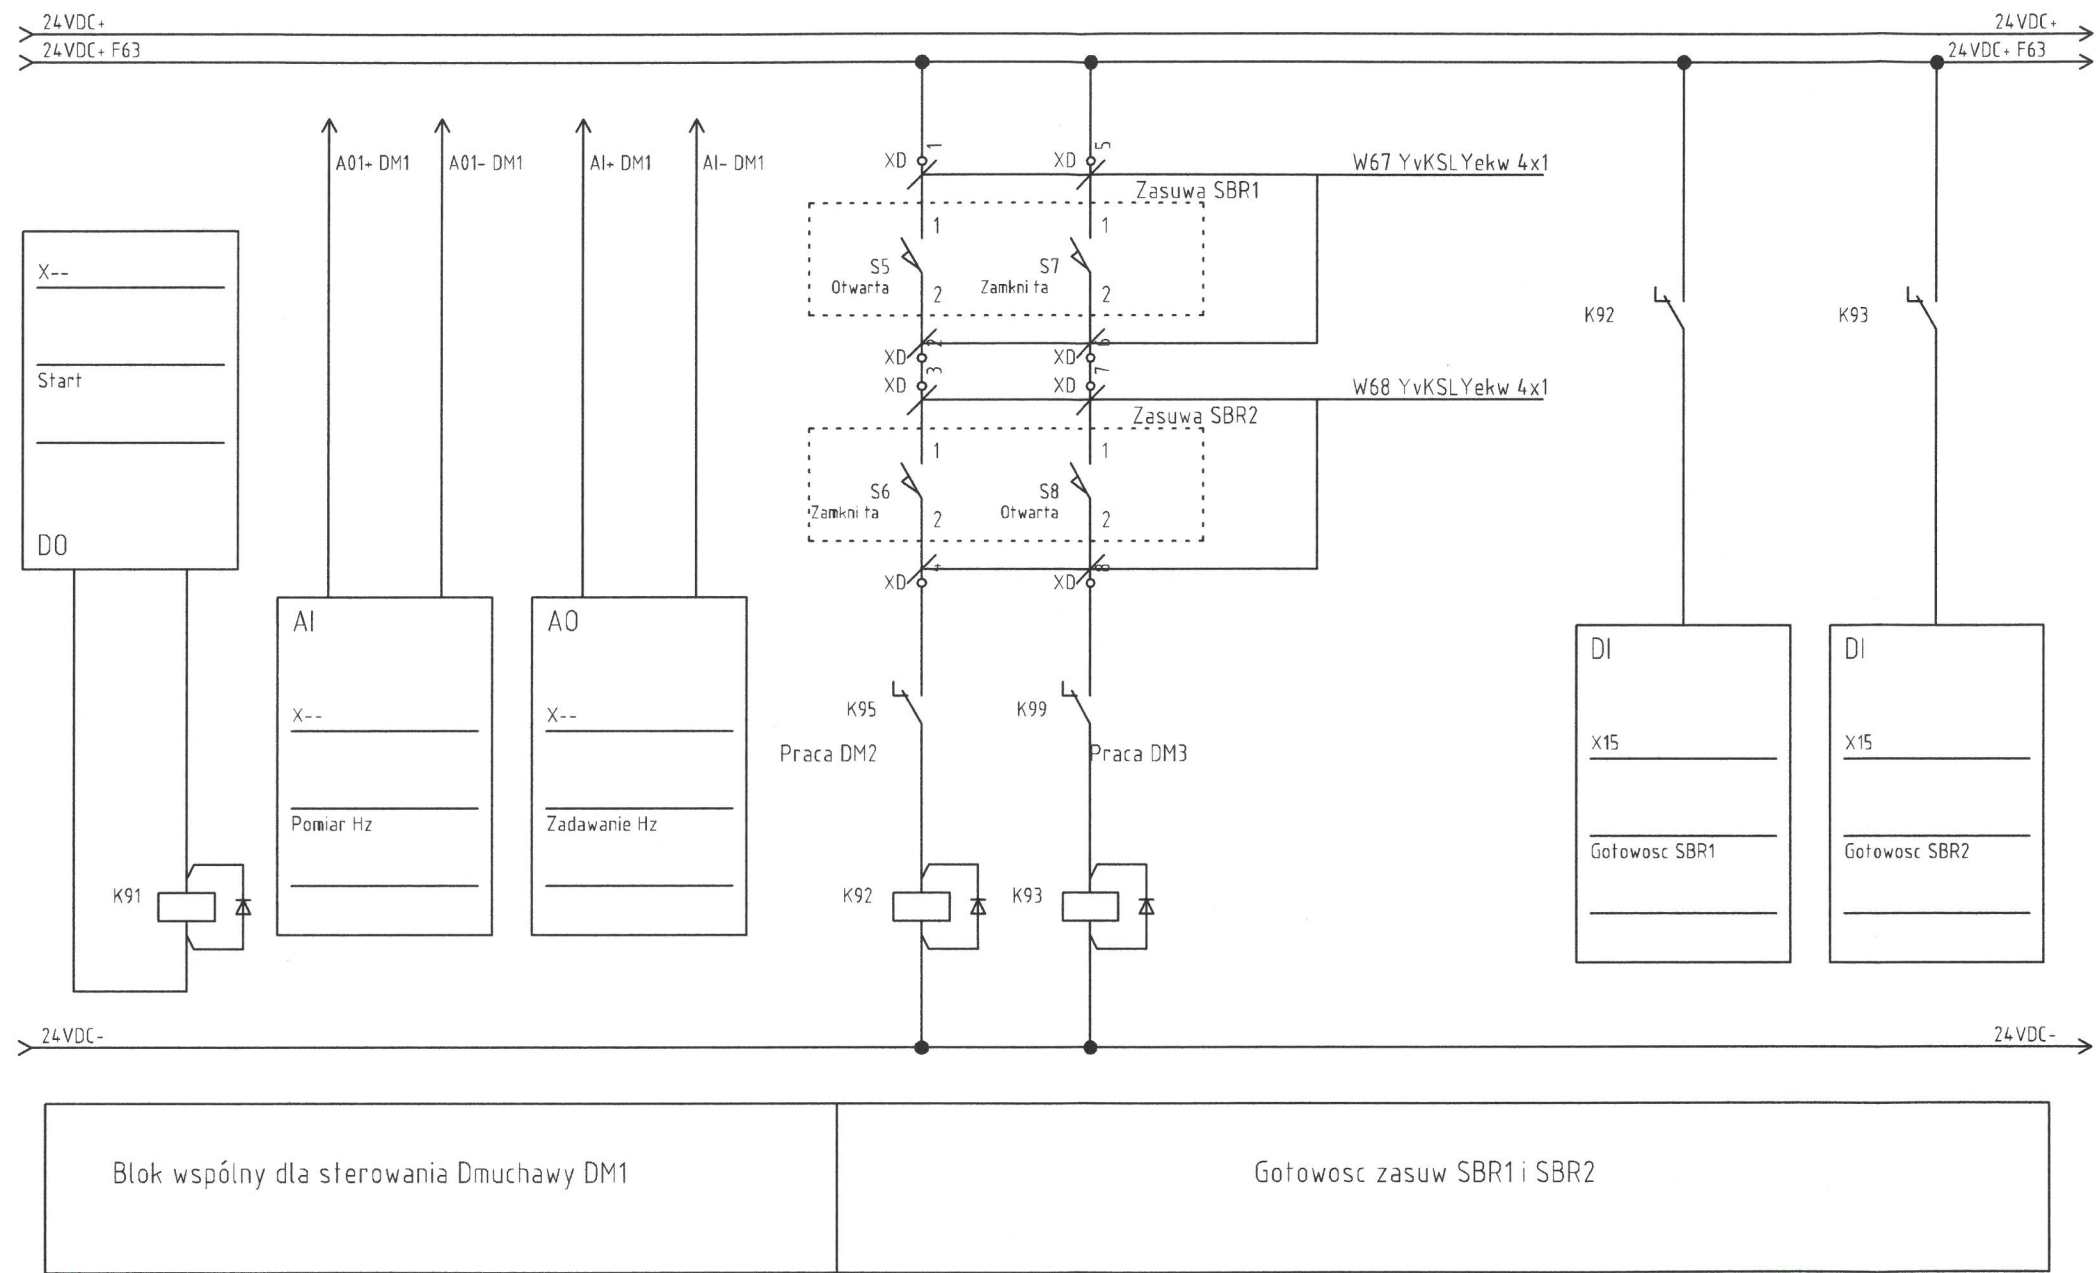 24VDC+ 24VDC+
24VDC+ F63 24VDC+ F63
A01+ DM1 A01- DM1 AI+ DM1 AI- DM1
XD 1 XD 5 W67 YvKSLYekw 4x1
Zasuwa SBR1
1 1
S5 S7
Otwarta 2 Zamkni ta 2
XD 2 XD 6
XD 3 XD 7 W68 YvKSLYekw 4x1
Zasuwa SBR2
1 1
S6 S8
Zamkni ta 2 Otwarta 2
XD 4 XD 8
X--
Start
DO
AI
X--
Pomiar Hz
AO
X--
Zadawanie Hz
K91
K95 K99
Praca DM2 Praca DM3
K92 K93
K92 K93
DI
X15
Gotowosc SBR1
DI
X15
Gotowosc SBR2
24VDC- 24VDC-
Blok wspólny dla sterowania Dmuchawy DM1
Gotowosc zasuw SBR1 i SBR2